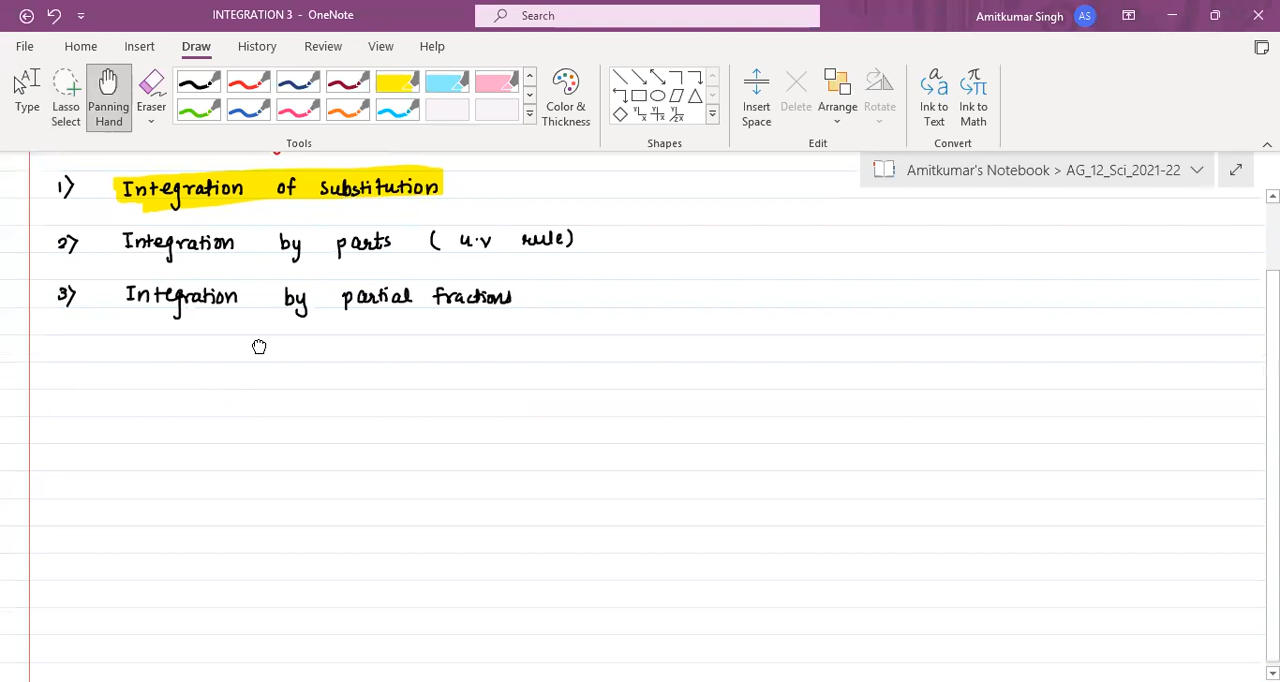 INTEGRATION 3 - OneNote
Search
Amitkumar Singh AS
File Home Insert Draw History Review View Help
Type
Lasso Select
Panning Hand
Eraser
Color & Thickness
Insert Space
Delete
Arrange
Rotate
Ink to Text
Ink to Math
Tools Shapes Edit Convert
Amitkumar's Notebook > AG_12_Sci_2021-22
1) Integration of Substitution
2) Integration by parts ( u.v rule)
3) Integration by partial fractions